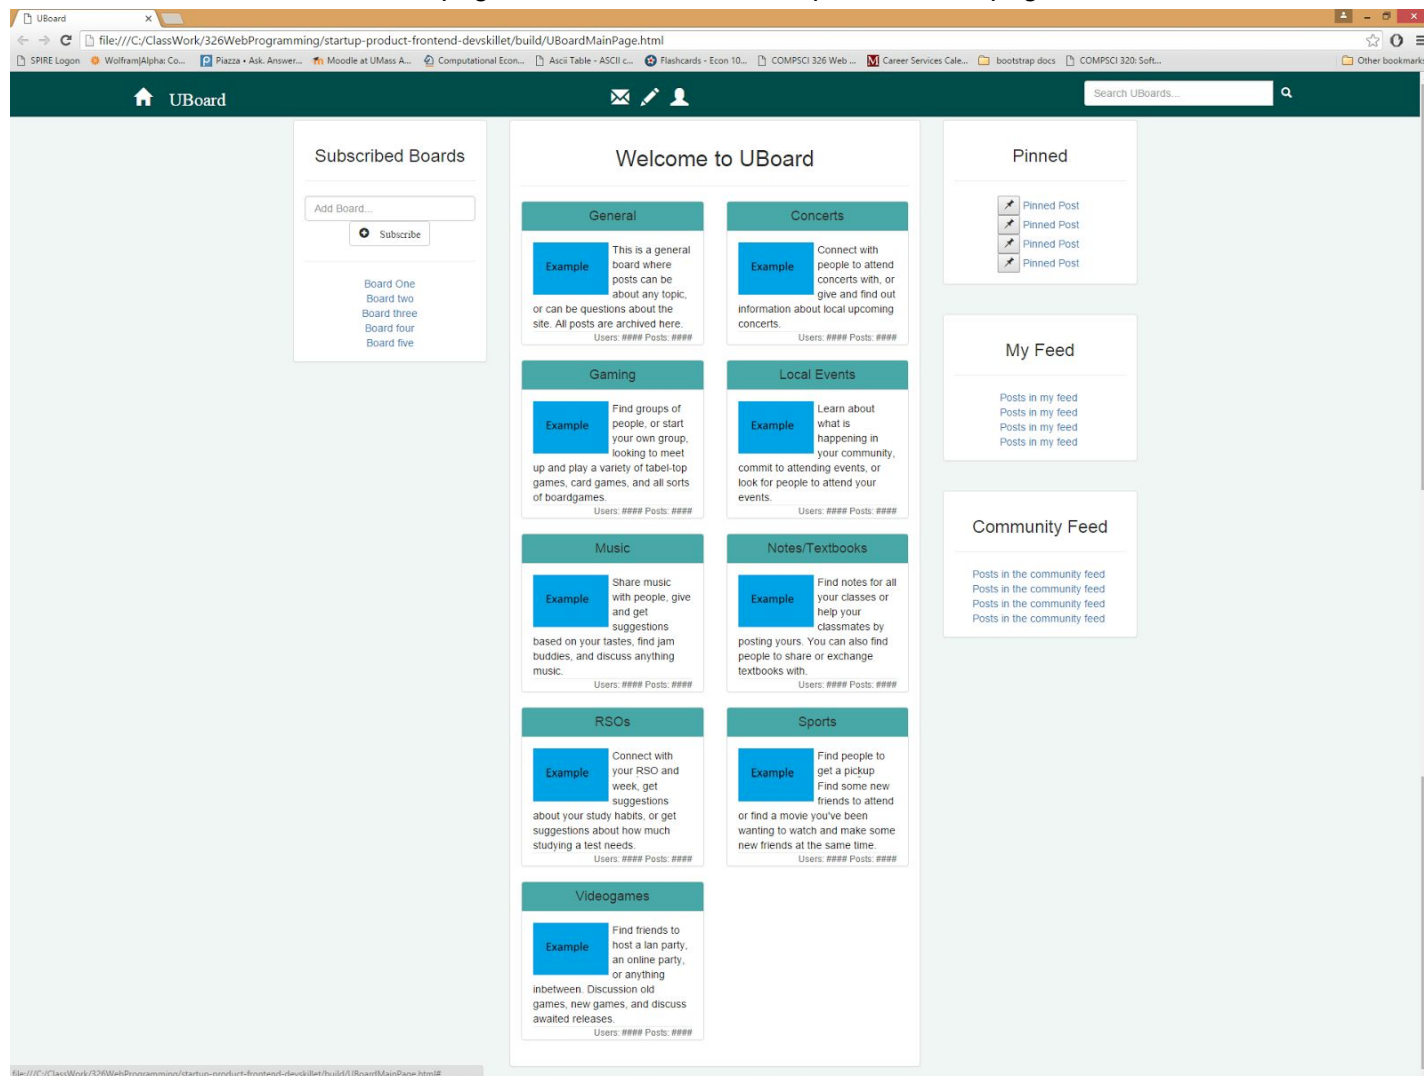 UBoard
file:///C:/ClassWork/326WebProgramming/startup-product-frontend-devskillet/build/UBoardMainPage.html
SPIRE Logon Wolfram|Alpha: Co... Piazza • Ask. Answer... Moodle at UMass A... Computational Econ... Ascii Table - ASCII c... Flashcards - Econ 10... COMPSCI 326 Web ... Career Services Cale... bootstrap docs COMPSCI 320: Soft... Other bookmarks
UBoard
Search UBoards...
Subscribed Boards
Add Board...
Subscribe
Board One
Board two
Board three
Board four
Board five
Welcome to UBoard
General
Example
This is a general
board where
posts can be
about any topic,
or can be questions about the
site. All posts are archived here.
Users: #### Posts: ####
Concerts
Example
Connect with
people to attend
concerts with, or
give and find out
information about local upcoming
concerts.
Users: #### Posts: ####
Gaming
Example
Find groups of
people, or start
your own group,
looking to meet
up and play a variety of tabel-top
games, card games, and all sorts
of boardgames.
Users: #### Posts: ####
Local Events
Example
Learn about
what is
happening in
your community,
commit to attending events, or
look for people to attend your
events.
Users: #### Posts: ####
Music
Example
Share music
with people, give
and get
suggestions
based on your tastes, find jam
buddies, and discuss anything
music.
Users: #### Posts: ####
Notes/Textbooks
Example
Find notes for all
your classes or
help your
classmates by
posting yours. You can also find
people to share or exchange
textbooks with.
Users: #### Posts: ####
RSOs
Example
Connect with
your RSO and
week, get
suggestions
about your study habits, or get
suggestions about how much
studying a test needs.
Users: #### Posts: ####
Sports
Example
Find people to
get a pickup
Find some new
friends to attend
or find a movie you've been
wanting to watch and make some
new friends at the same time.
Users: #### Posts: ####
Videogames
Example
Find friends to
host a lan party,
an online party,
or anything
inbetween. Discussion old
games, new games, and discuss
awaited releases.
Users: #### Posts: ####
Pinned
Pinned Post
Pinned Post
Pinned Post
Pinned Post
My Feed
Posts in my feed
Posts in my feed
Posts in my feed
Posts in my feed
Community Feed
Posts in the community feed
Posts in the community feed
Posts in the community feed
Posts in the community feed
file:///C:/ClassWork/326WebProgramming/startup-product-frontend-devskillet/build/UBoardMainPage.html#